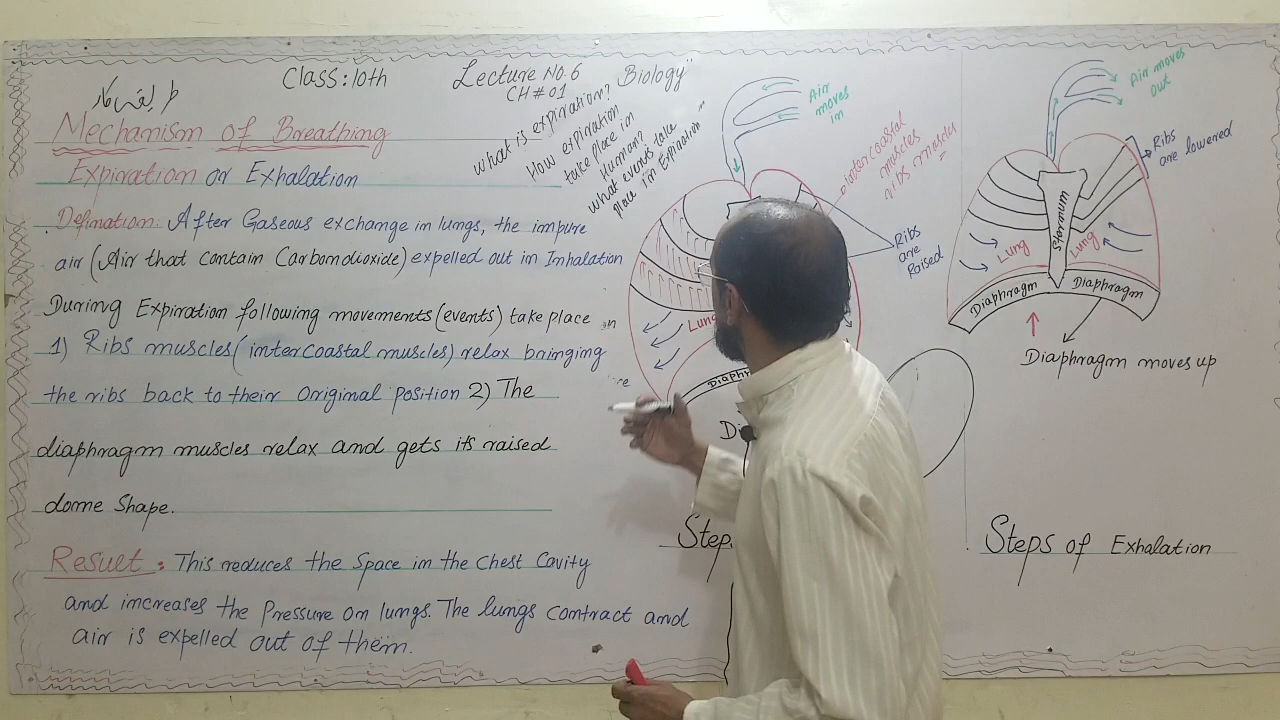 Class: 10th
Lecture No. 6
CH # 01
Biology"
Mechanism of Breathing
Expiration or Exhalation
Defination: After Gaseous exchange in lungs, the impure
air (Air that contain Carbondioxide) expelled out in Inhalation
During Expiration following movements (events) take place
1) Ribs muscles (intercoastal muscles) relax bringing
the ribs back to their Original position 2) The
diaphragm muscles relax and gets its raised
dome Shape.
Result: This reduces the Space in the Chest Cavity
and increases the Pressure on lungs. The lungs contract and
air is expelled out of them.
What is expiration?
How expiration
take place in
Human?
What events take
place in Expiration"
Air
moves
in
intercoastal
muscles
ribs muscles
Ribs
are
Raised
Lung
Step
Air moves
out
Ribs
are lowered
Lung
Lung
Diaphragm
Diaphragm
Diaphragm moves up
Steps of Exhalation